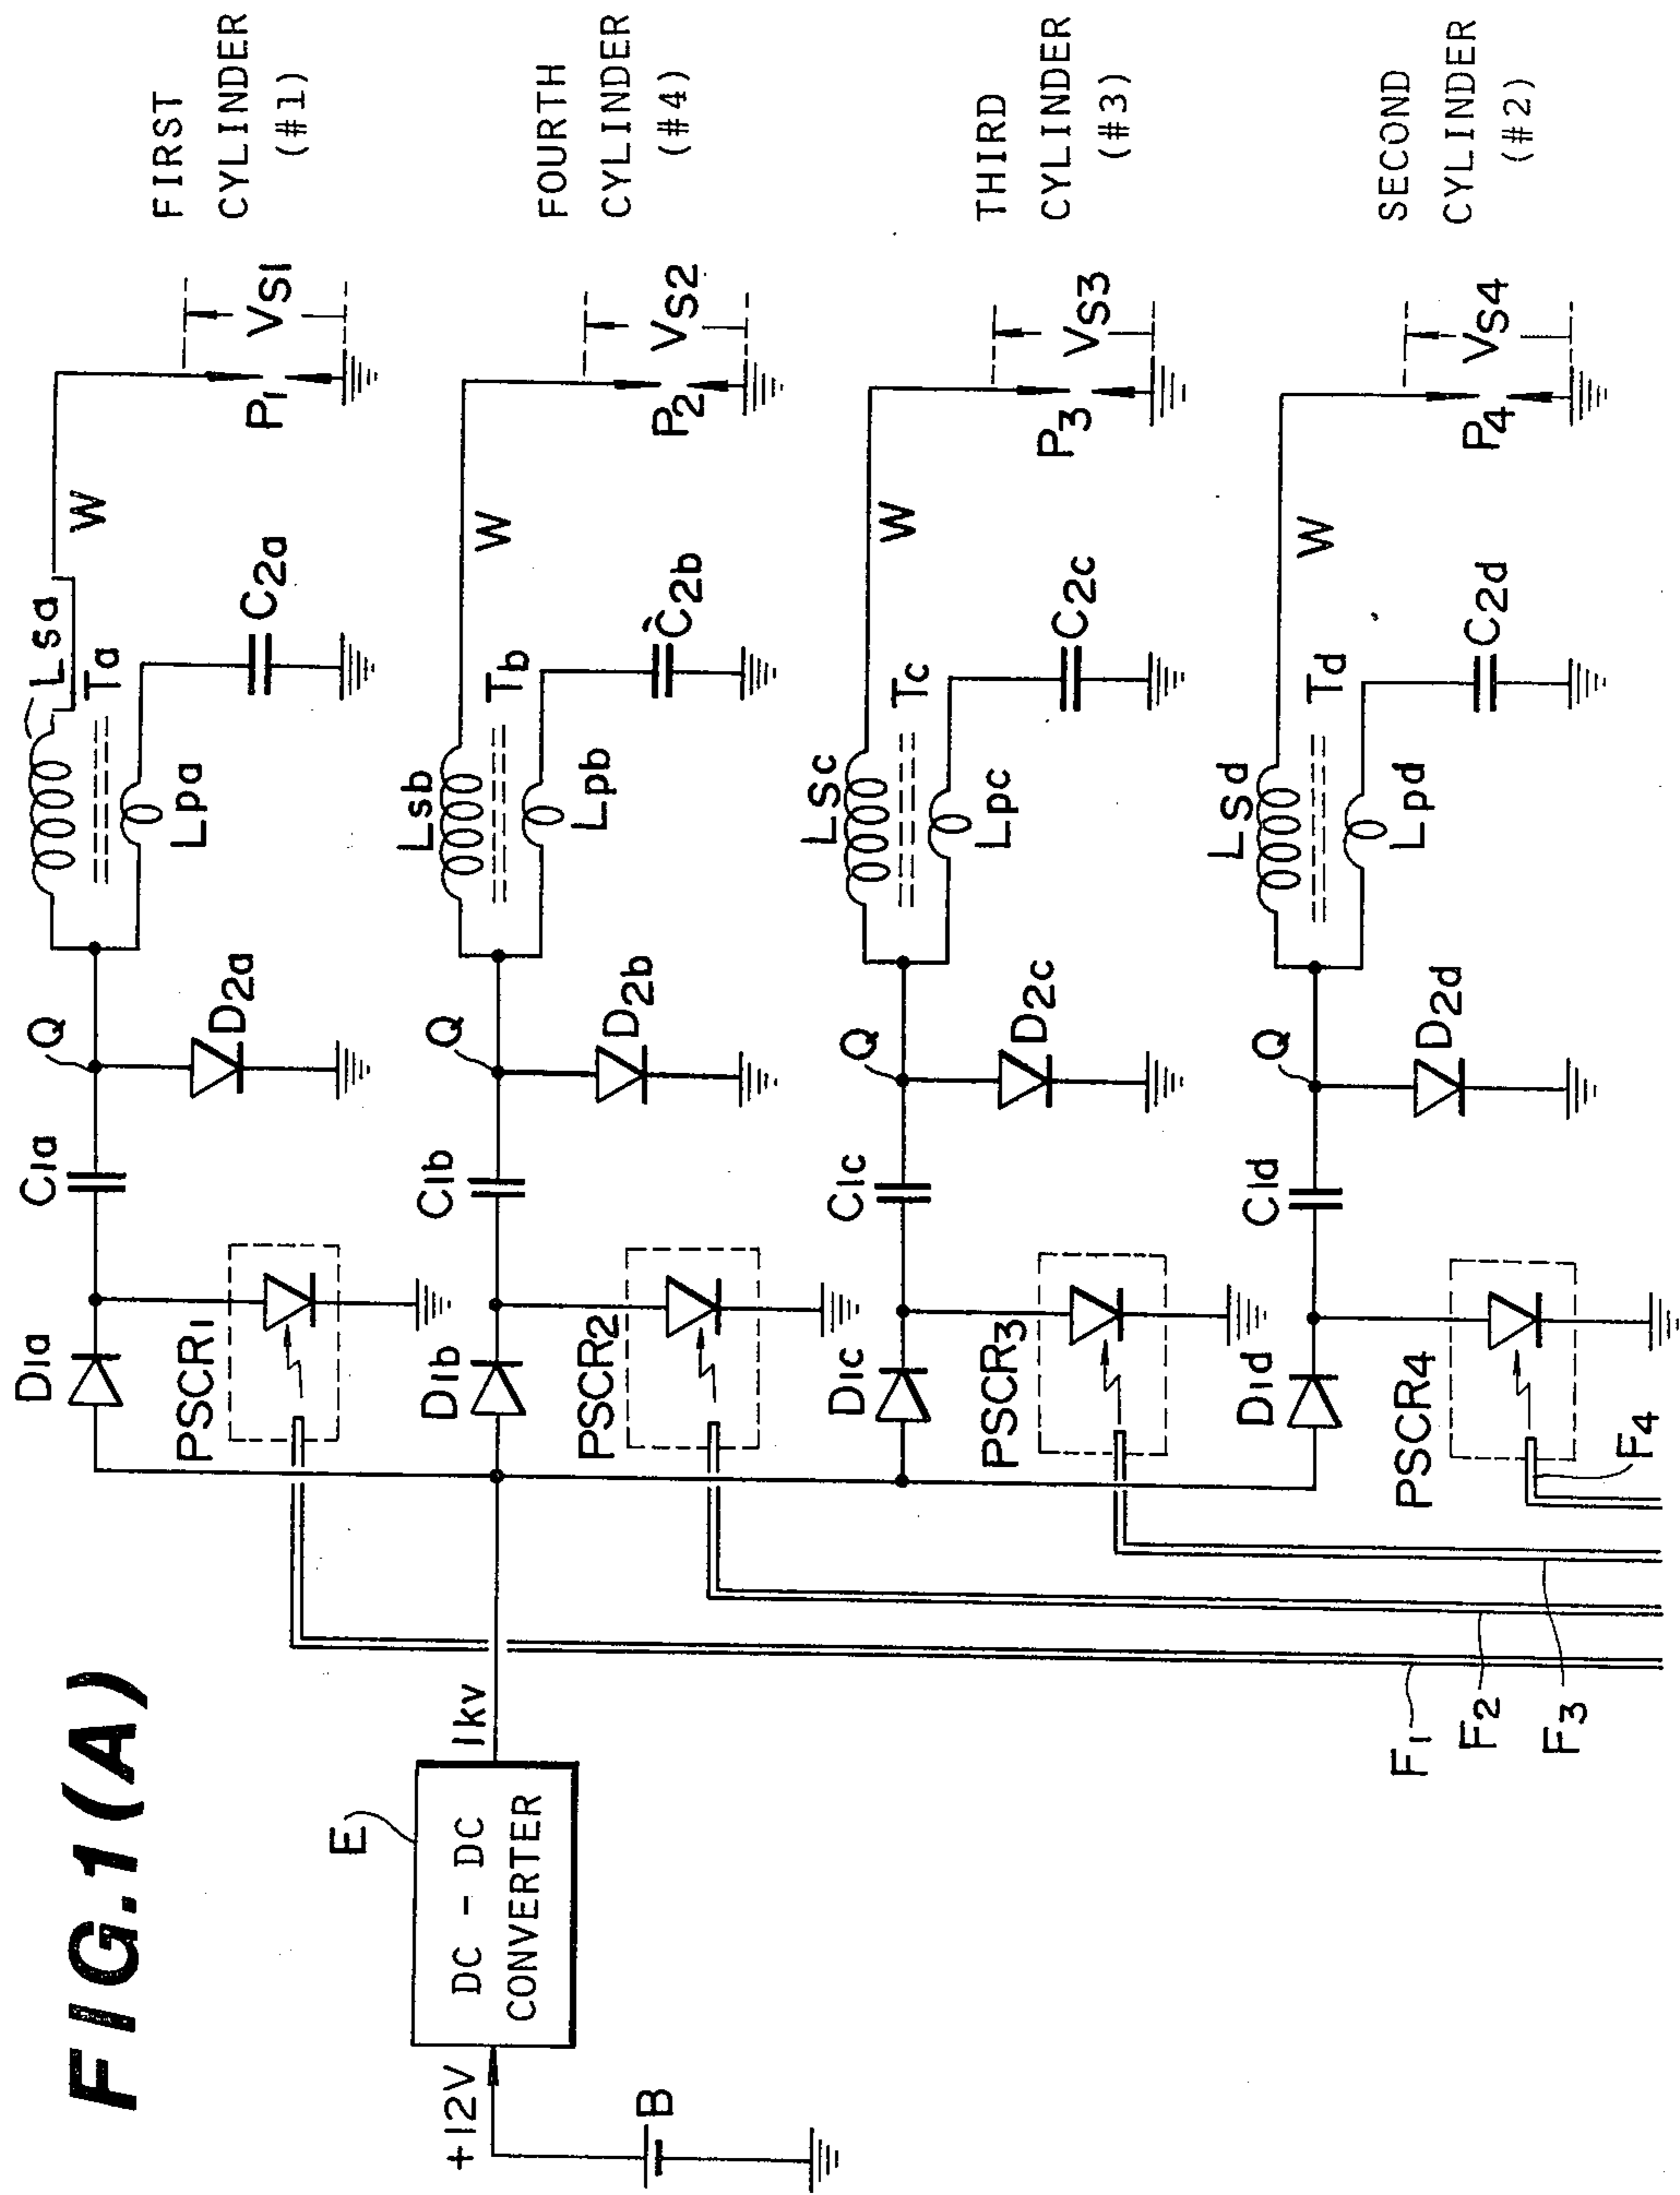 FIG.1(A)
+12V
B
E
DC - DC
CONVERTER
1kv
F1
F2
F3
F4
D1a
PSCR1
C1a
Q
D2a
Lsa
Ta
Lpa
C2a
W
P1
VS1
FIRST
CYLINDER
(#1)
D1b
PSCR2
C1b
Q
D2b
Lsb
Tb
Lpb
C2b
W
P2
VS2
FOURTH
CYLINDER
(#4)
D1c
PSCR3
C1c
Q
D2c
LSc
Tc
Lpc
C2c
W
P3
VS3
THIRD
CYLINDER
(#3)
D1d
PSCR4
C1d
Q
D2d
LSd
Td
Lpd
C2d
W
P4
VS4
SECOND
CYLINDER
(#2)